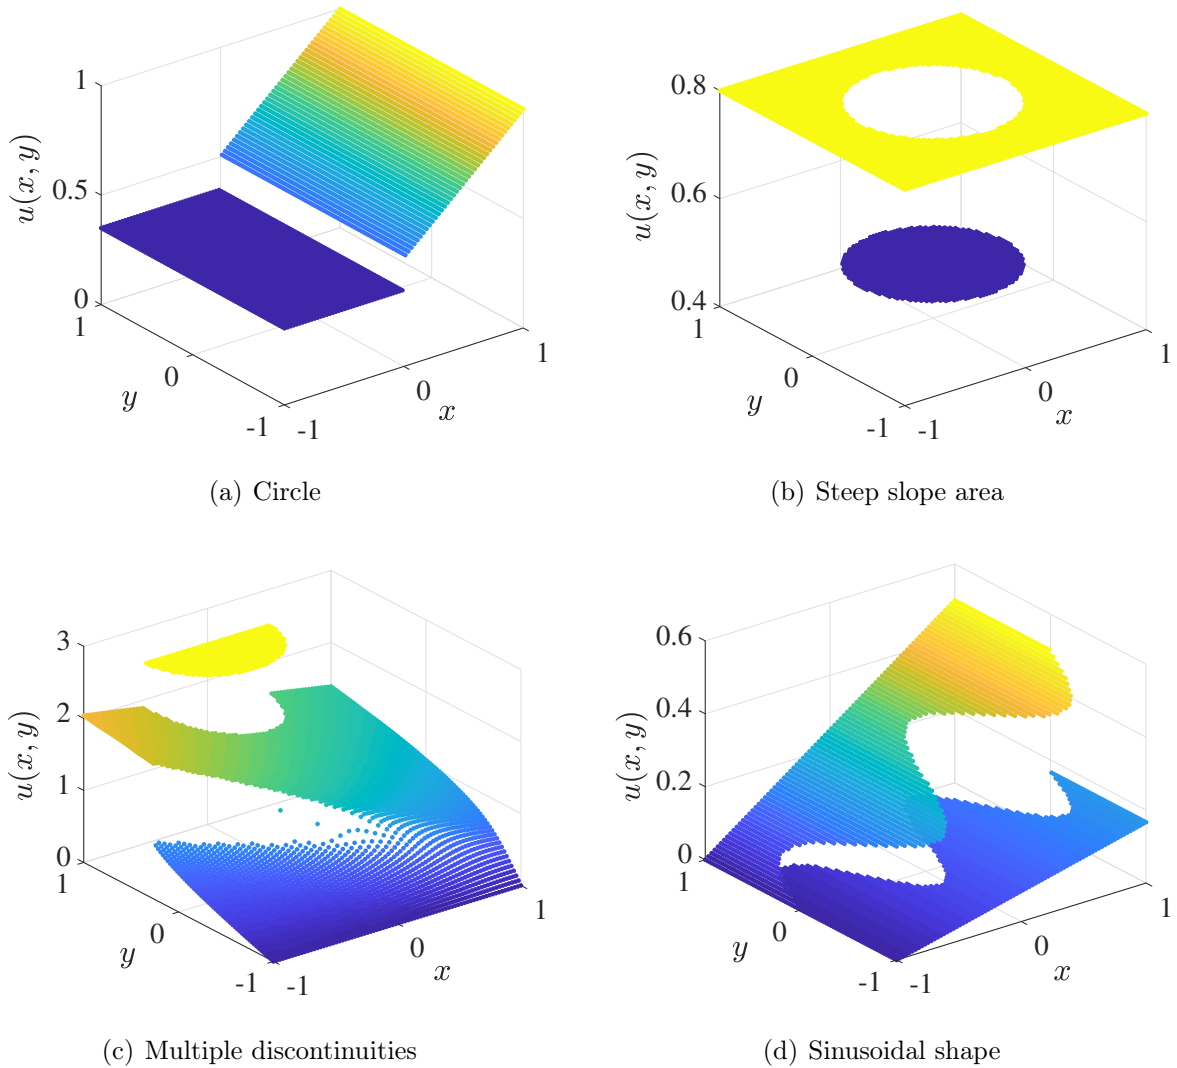 1
0.5
0
u(x, y)
1
0
-1
y
-1
0
1
x
(a) Circle
0.8
0.6
0.4
u(x, y)
1
0
-1
y
-1
0
1
x
(b) Steep slope area
3
2
1
0
u(x, y)
1
0
-1
y
-1
0
1
x
(c) Multiple discontinuities
0.6
0.4
0.2
0
u(x, y)
1
0
-1
y
-1
0
1
x
(d) Sinusoidal shape